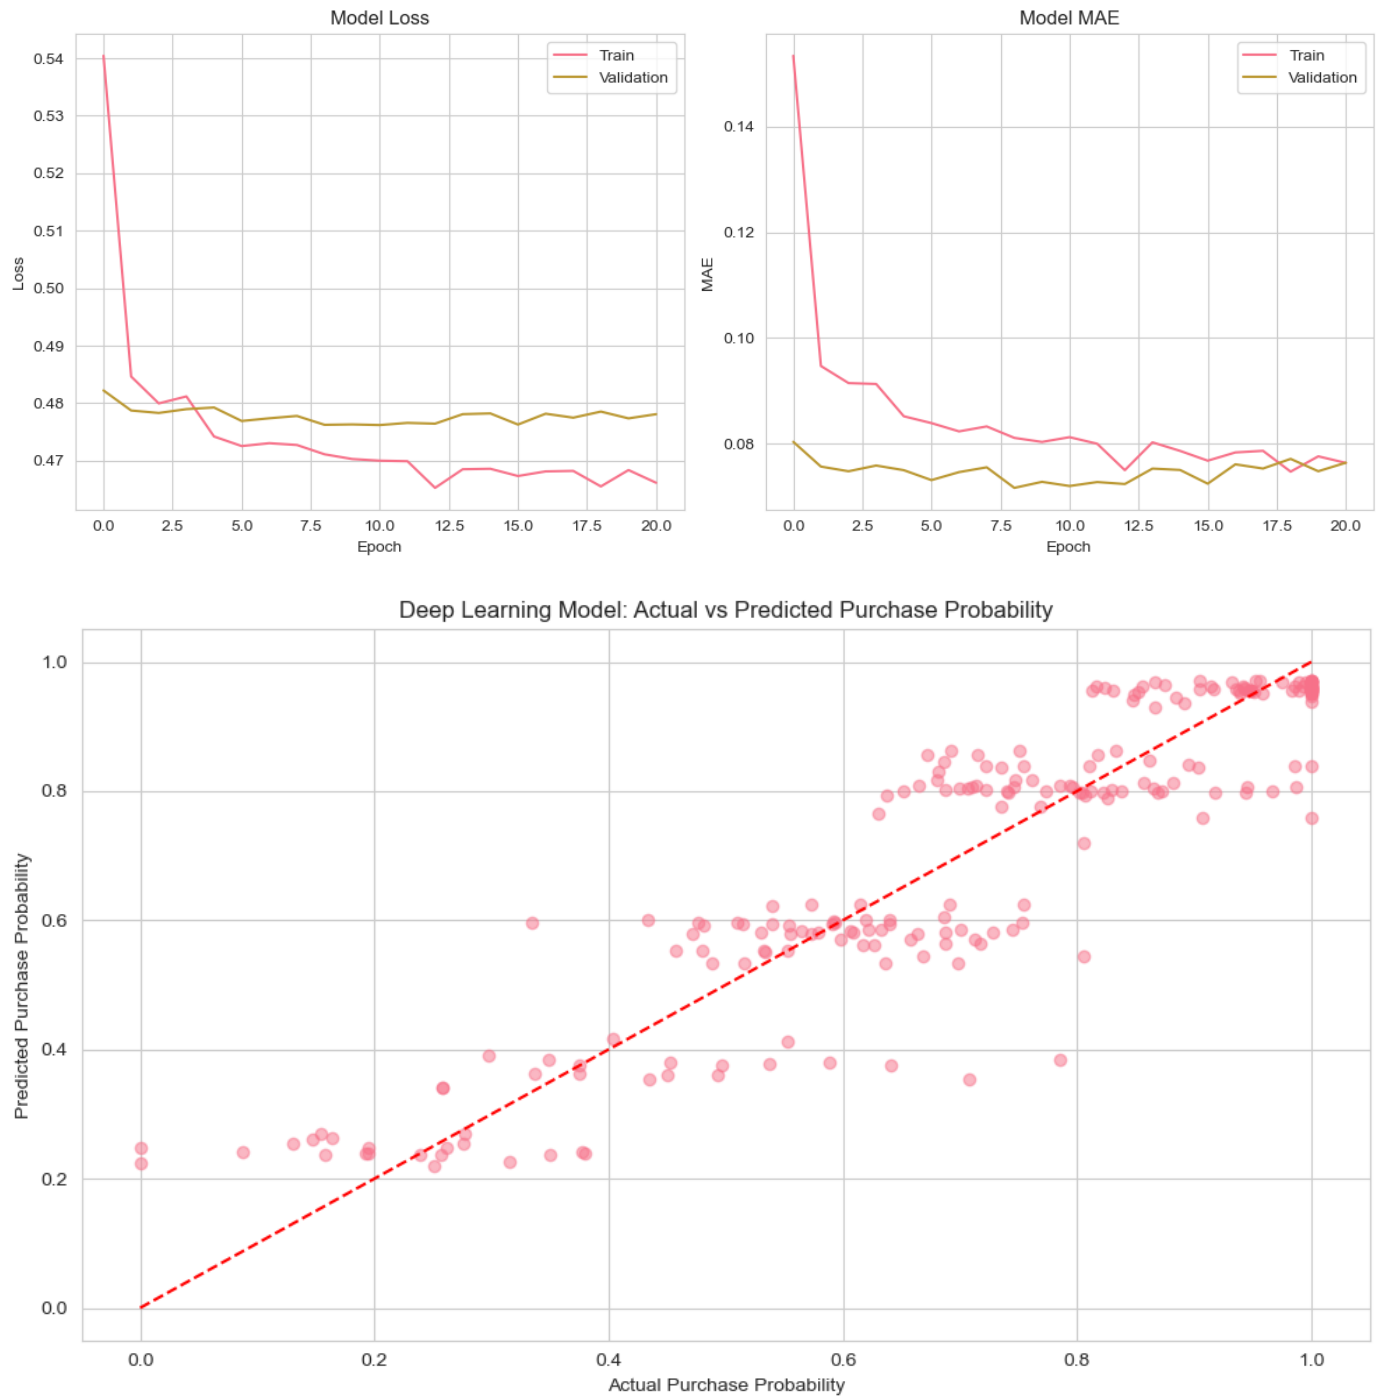 Model Loss
Train
Validation
0.54
0.53
0.52
0.51
0.50
0.49
0.48
0.47
Loss
0.0 2.5 5.0 7.5 10.0 12.5 15.0 17.5 20.0
Epoch
Model MAE
Train
Validation
0.14
0.12
0.10
0.08
MAE
0.0 2.5 5.0 7.5 10.0 12.5 15.0 17.5 20.0
Epoch
Deep Learning Model: Actual vs Predicted Purchase Probability
1.0
0.8
0.6
0.4
0.2
0.0
Predicted Purchase Probability
0.0 0.2 0.4 0.6 0.8 1.0
Actual Purchase Probability